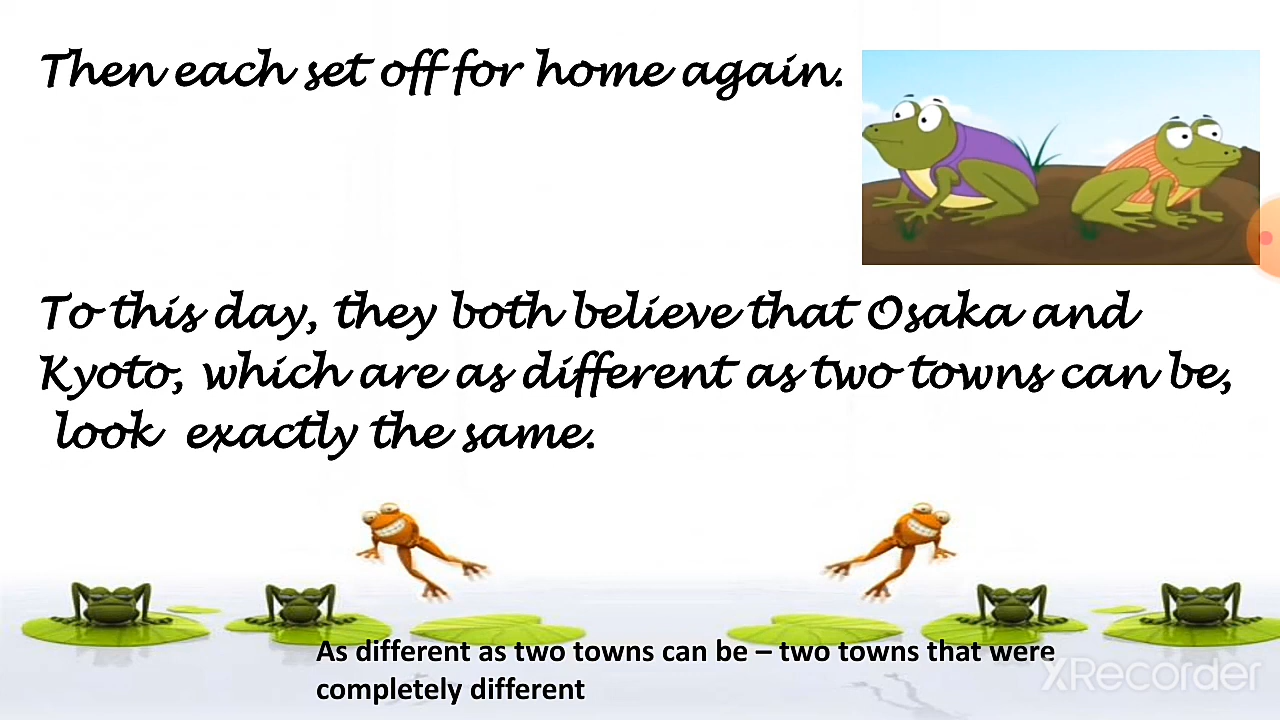 Then each set off for home again.
To this day, they both believe that Osaka and
Kyoto, which are as different as two towns can be,
look exactly the same.
As different as two towns can be – two towns that were
completely different
XRecorder